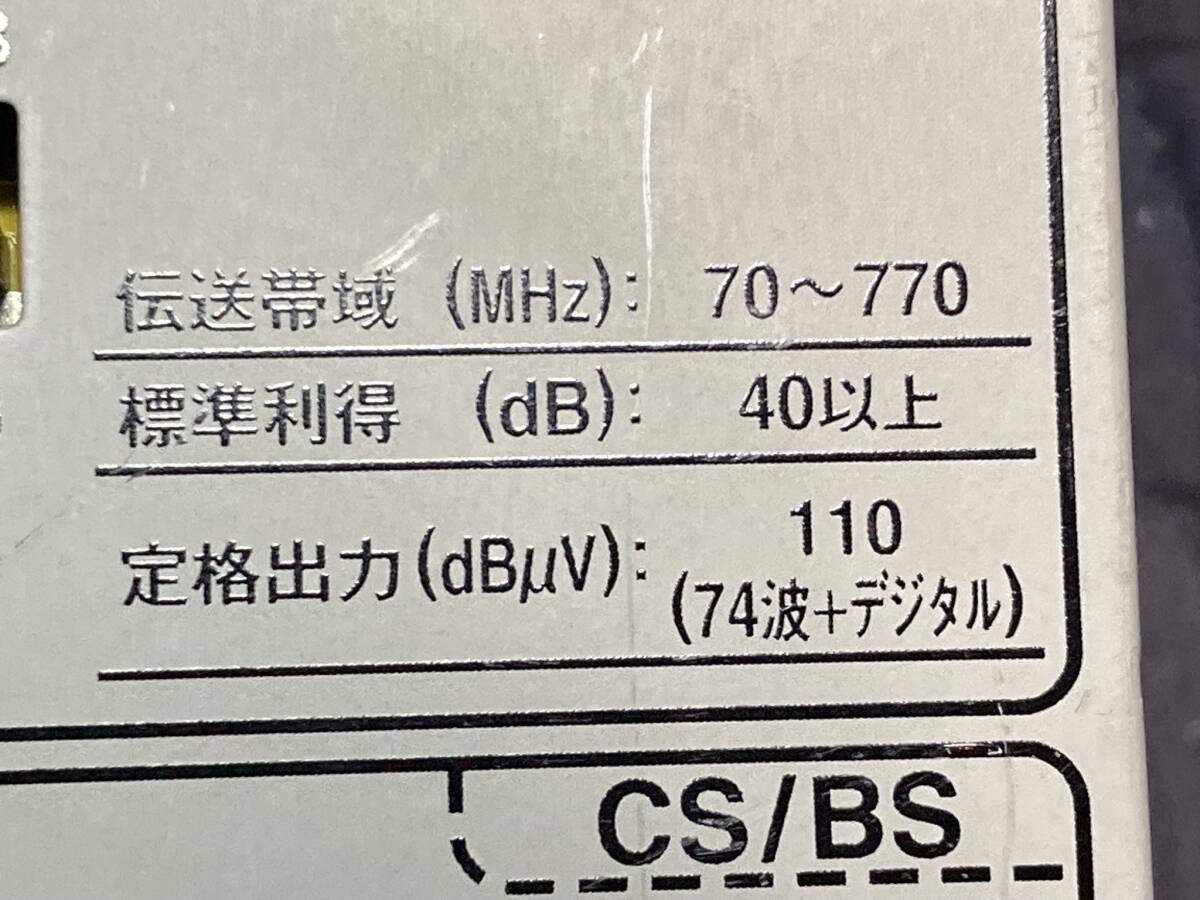 伝送帯域 (MHz): 70～770
標準利得 (dB): 40以上
定格出力(dBμV): 110
(74波+デジタル)
CS/BS